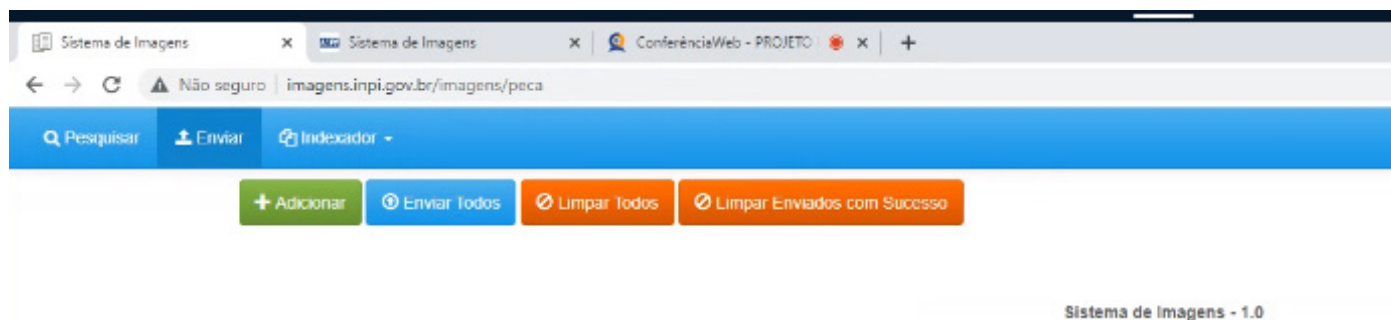 Sistema de Imagens Sistema de Imagens ConferênciaWeb - PROJETO
Não seguro imagens.inpi.gov.br/imagens/peca
Pesquisar Enviar Indexador
Adicionar Enviar Todos Limpar Todos Limpar Enviados com Sucesso
Sistema de Imagens - 1.0